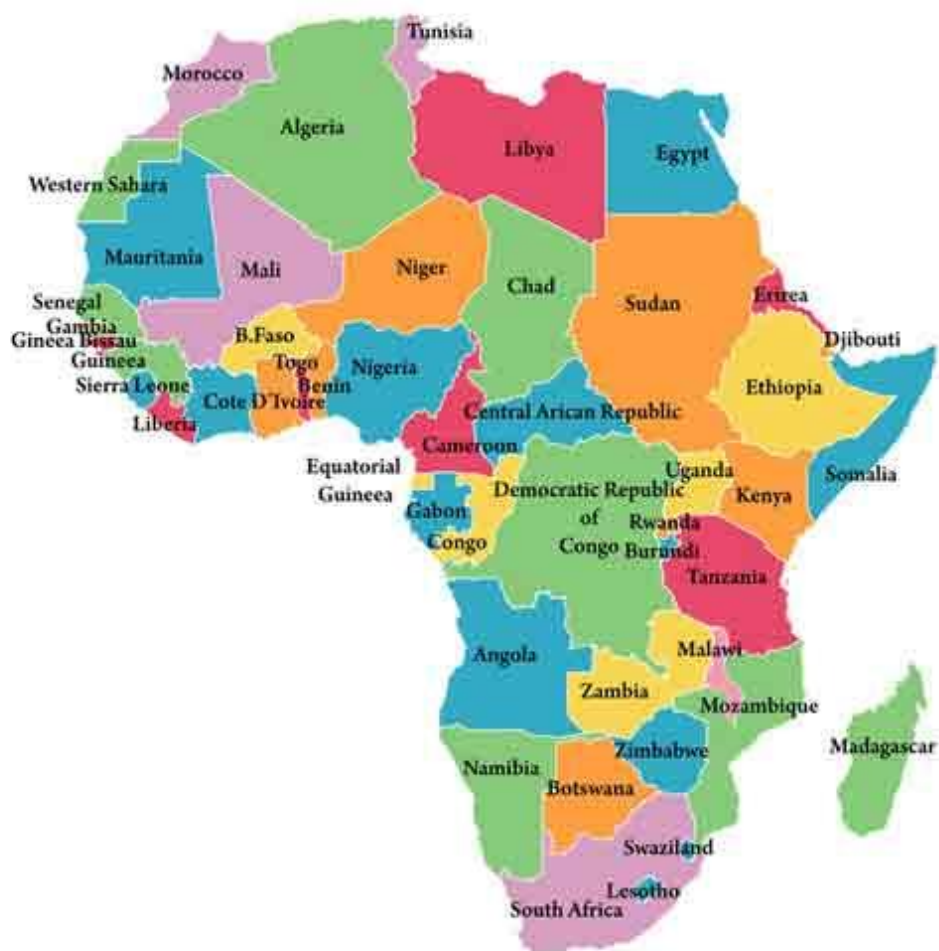 Tunisia
Morocco
Algeria
Libya
Egypt
Western Sahara
Mauritania
Mali
Niger
Chad
Sudan
Erirea
Senegal
Gambia
Gineea Bissau
Guineea
B.Faso
Djibouti
Togo
Nigeria
Benin
Ethiopia
Sierra Leone
Cote D'Ivoire
Liberia
Central Arican Republic
Cameroon
Equatorial
Guineea
Uganda
Somalia
Democratic Republic
of
Congo
Kenya
Gabon
Congo
Rwanda
Burundi
Tanzania
Angola
Malawi
Zambia
Mozambique
Madagascar
Zimbabwe
Namibia
Botswana
Swaziland
Lesotho
South Africa